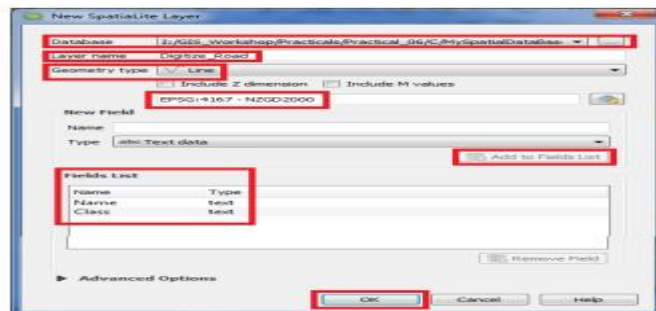 New SpatiaLite Layer
Database I:/GIS_Workshop/Practicals/Practical_06/C/MySpatialDataBas ...
Layer name Digitize_Road
Geometry type Line
Include Z dimension Include M values
EPSG:4167 - NZGD2000
New Field
Name
Type abc Text data
Add to Fields List
Fields List
Name Type
Name text
Class text
Remove Field
Advanced Options
OK Cancel Help